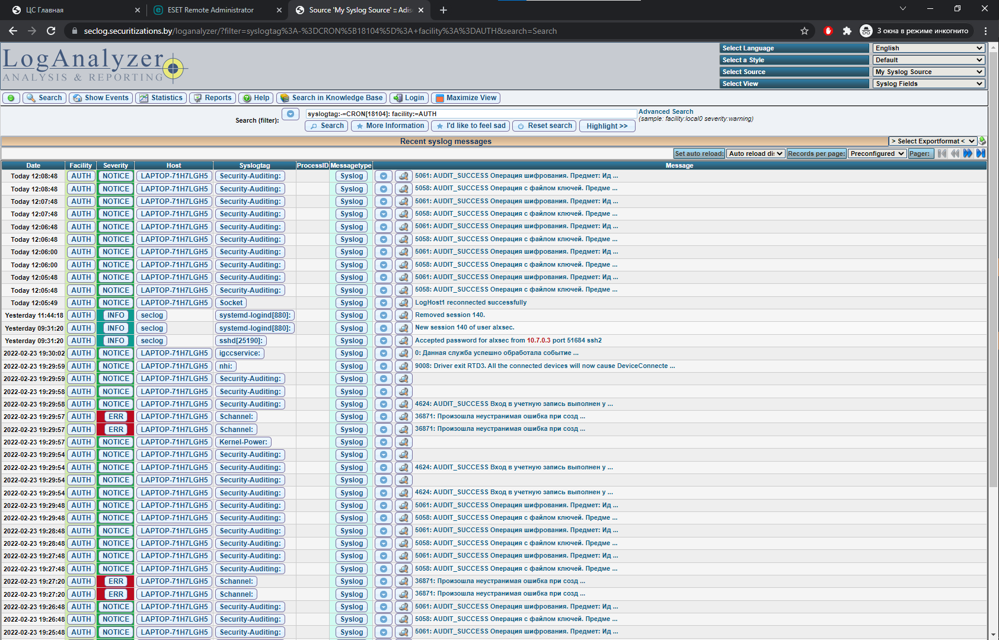 ЦС Главная
ESET Remote Administrator
Source 'My Syslog Source' :: Adis
seclog.securitizations.by/loganalyzer/?filter=syslogtag%3A-%3DCRON%5B18104%5D%3A+facility%3A%3DAUTH&search=Search
3 окна в режиме инкогнито
LogAnalyzer
ANALYSIS & REPORTING
Select Language English
Select a Style Default
Select Source My Syslog Source
Select View Syslog Fields
Search Show Events Statistics Reports Help Search in Knowledge Base Login Maximize View
Search (filter): syslogtag:-=CRON[18104]: facility:=AUTH Advanced Search
(sample: facility:local0 severity:warning)
Search More Information I'd like to feel sad Reset search Highlight >>
Recent syslog messages > Select Exportformat <
Set auto reload: Auto reload dis Records per page: Preconfigured Pager:
Date Facility Severity Host Syslogtag ProcessID Messagetype Message
Today 12:08:48 AUTH NOTICE LAPTOP-71H7LGH5 Security-Auditing: Syslog 5061: AUDIT_SUCCESS Операция шифрования. Предмет: Ид ...
Today 12:08:48 AUTH NOTICE LAPTOP-71H7LGH5 Security-Auditing: Syslog 5058: AUDIT_SUCCESS Операция с файлом ключей. Предме ...
Today 12:07:48 AUTH NOTICE LAPTOP-71H7LGH5 Security-Auditing: Syslog 5061: AUDIT_SUCCESS Операция шифрования. Предмет: Ид ...
Today 12:07:48 AUTH NOTICE LAPTOP-71H7LGH5 Security-Auditing: Syslog 5058: AUDIT_SUCCESS Операция с файлом ключей. Предме ...
Today 12:06:48 AUTH NOTICE LAPTOP-71H7LGH5 Security-Auditing: Syslog 5061: AUDIT_SUCCESS Операция шифрования. Предмет: Ид ...
Today 12:06:48 AUTH NOTICE LAPTOP-71H7LGH5 Security-Auditing: Syslog 5058: AUDIT_SUCCESS Операция с файлом ключей. Предме ...
Today 12:06:00 AUTH NOTICE LAPTOP-71H7LGH5 Security-Auditing: Syslog 5061: AUDIT_SUCCESS Операция шифрования. Предмет: Ид ...
Today 12:06:00 AUTH NOTICE LAPTOP-71H7LGH5 Security-Auditing: Syslog 5058: AUDIT_SUCCESS Операция с файлом ключей. Предме ...
Today 12:05:48 AUTH NOTICE LAPTOP-71H7LGH5 Security-Auditing: Syslog 5061: AUDIT_SUCCESS Операция шифрования. Предмет: Ид ...
Today 12:05:48 AUTH NOTICE LAPTOP-71H7LGH5 Security-Auditing: Syslog 5058: AUDIT_SUCCESS Операция с файлом ключей. Предме ...
Today 12:05:49 AUTH NOTICE LAPTOP-71H7LGH5 Socket Syslog LogHost1 reconnected successfully
Yesterday 11:44:18 AUTH INFO seclog systemd-logind[880]: Syslog Removed session 140.
Yesterday 09:31:20 AUTH INFO seclog systemd-logind[880]: Syslog New session 140 of user alxsec.
Yesterday 09:31:20 AUTH INFO seclog sshd[25190]: Syslog Accepted password for alxsec from 10.7.0.3 port 51684 ssh2
2022-02-23 19:30:02 AUTH NOTICE LAPTOP-71H7LGH5 igccservice: Syslog 0: Данная служба успешно обработала событие ...
2022-02-23 19:29:59 AUTH NOTICE LAPTOP-71H7LGH5 nhi: Syslog 9008: Driver exit RTD3. All the connected devices will now cause DeviceConnecte ...
2022-02-23 19:29:59 AUTH NOTICE LAPTOP-71H7LGH5 Security-Auditing: Syslog
2022-02-23 19:29:58 AUTH NOTICE LAPTOP-71H7LGH5 Security-Auditing: Syslog
2022-02-23 19:29:58 AUTH NOTICE LAPTOP-71H7LGH5 Security-Auditing: Syslog 4624: AUDIT_SUCCESS Вход в учетную запись выполнен у ...
2022-02-23 19:29:57 AUTH ERR LAPTOP-71H7LGH5 Schannel: Syslog 36871: Произошла неустранимая ошибка при созд ...
2022-02-23 19:29:57 AUTH ERR LAPTOP-71H7LGH5 Schannel: Syslog 36871: Произошла неустранимая ошибка при созд ...
2022-02-23 19:29:57 AUTH NOTICE LAPTOP-71H7LGH5 Kernel-Power: Syslog
2022-02-23 19:29:54 AUTH NOTICE LAPTOP-71H7LGH5 Security-Auditing: Syslog
2022-02-23 19:29:54 AUTH NOTICE LAPTOP-71H7LGH5 Security-Auditing: Syslog 4624: AUDIT_SUCCESS Вход в учетную запись выполнен у ...
2022-02-23 19:29:54 AUTH NOTICE LAPTOP-71H7LGH5 Security-Auditing: Syslog
2022-02-23 19:29:54 AUTH NOTICE LAPTOP-71H7LGH5 Security-Auditing: Syslog 4624: AUDIT_SUCCESS Вход в учетную запись выполнен у ...
2022-02-23 19:29:48 AUTH NOTICE LAPTOP-71H7LGH5 Security-Auditing: Syslog 5061: AUDIT_SUCCESS Операция шифрования. Предмет: Ид ...
2022-02-23 19:29:48 AUTH NOTICE LAPTOP-71H7LGH5 Security-Auditing: Syslog 5058: AUDIT_SUCCESS Операция с файлом ключей. Предме ...
2022-02-23 19:28:48 AUTH NOTICE LAPTOP-71H7LGH5 Security-Auditing: Syslog 5061: AUDIT_SUCCESS Операция шифрования. Предмет: Ид ...
2022-02-23 19:28:48 AUTH NOTICE LAPTOP-71H7LGH5 Security-Auditing: Syslog 5058: AUDIT_SUCCESS Операция с файлом ключей. Предме ...
2022-02-23 19:27:48 AUTH NOTICE LAPTOP-71H7LGH5 Security-Auditing: Syslog 5061: AUDIT_SUCCESS Операция шифрования. Предмет: Ид ...
2022-02-23 19:27:48 AUTH NOTICE LAPTOP-71H7LGH5 Security-Auditing: Syslog 5058: AUDIT_SUCCESS Операция с файлом ключей. Предме ...
2022-02-23 19:27:20 AUTH ERR LAPTOP-71H7LGH5 Schannel: Syslog 36871: Произошла неустранимая ошибка при созд ...
2022-02-23 19:27:20 AUTH ERR LAPTOP-71H7LGH5 Schannel: Syslog 36871: Произошла неустранимая ошибка при созд ...
2022-02-23 19:26:48 AUTH NOTICE LAPTOP-71H7LGH5 Security-Auditing: Syslog 5061: AUDIT_SUCCESS Операция шифрования. Предмет: Ид ...
2022-02-23 19:26:48 AUTH NOTICE LAPTOP-71H7LGH5 Security-Auditing: Syslog 5058: AUDIT_SUCCESS Операция с файлом ключей. Предме ...
2022-02-23 19:25:48 AUTH NOTICE LAPTOP-71H7LGH5 Security-Auditing: Syslog 5061: AUDIT_SUCCESS Операция шифрования. Предмет: Ид ...